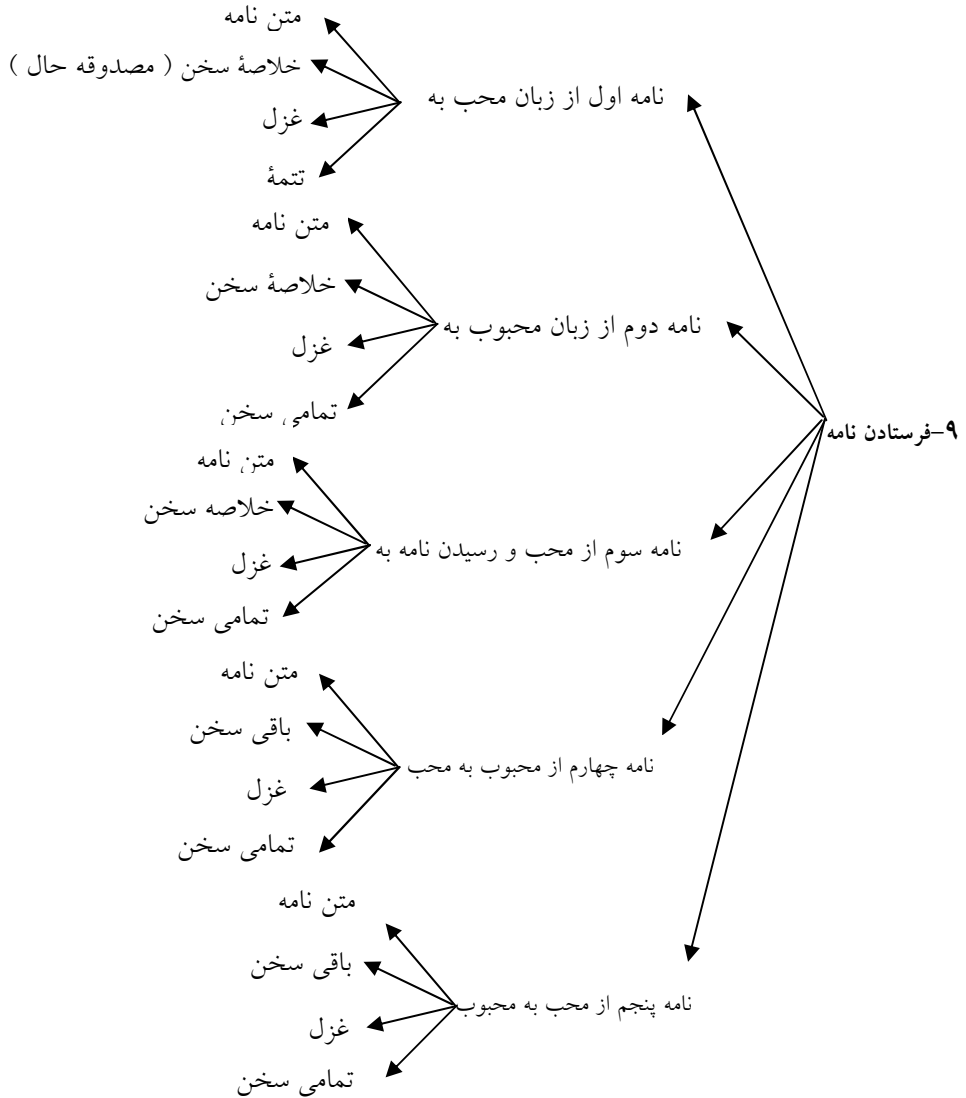 ۹-فرستادن نامه
نامه اول از زبان محب به
متن نامه
خلاصۀ سخن ( مصدوقه حال )
غزل
تتمۀ
نامه دوم از زبان محبوب به
متن نامه
خلاصۀ سخن
غزل
تمامی سخن
نامه سوم از محب و رسیدن نامه به
متن نامه
خلاصه سخن
غزل
تمامی سخن
نامه چهارم از محبوب به محب
متن نامه
باقی سخن
غزل
تمامی سخن
نامه پنجم از محب به محبوب
متن نامه
باقی سخن
غزل
تمامی سخن